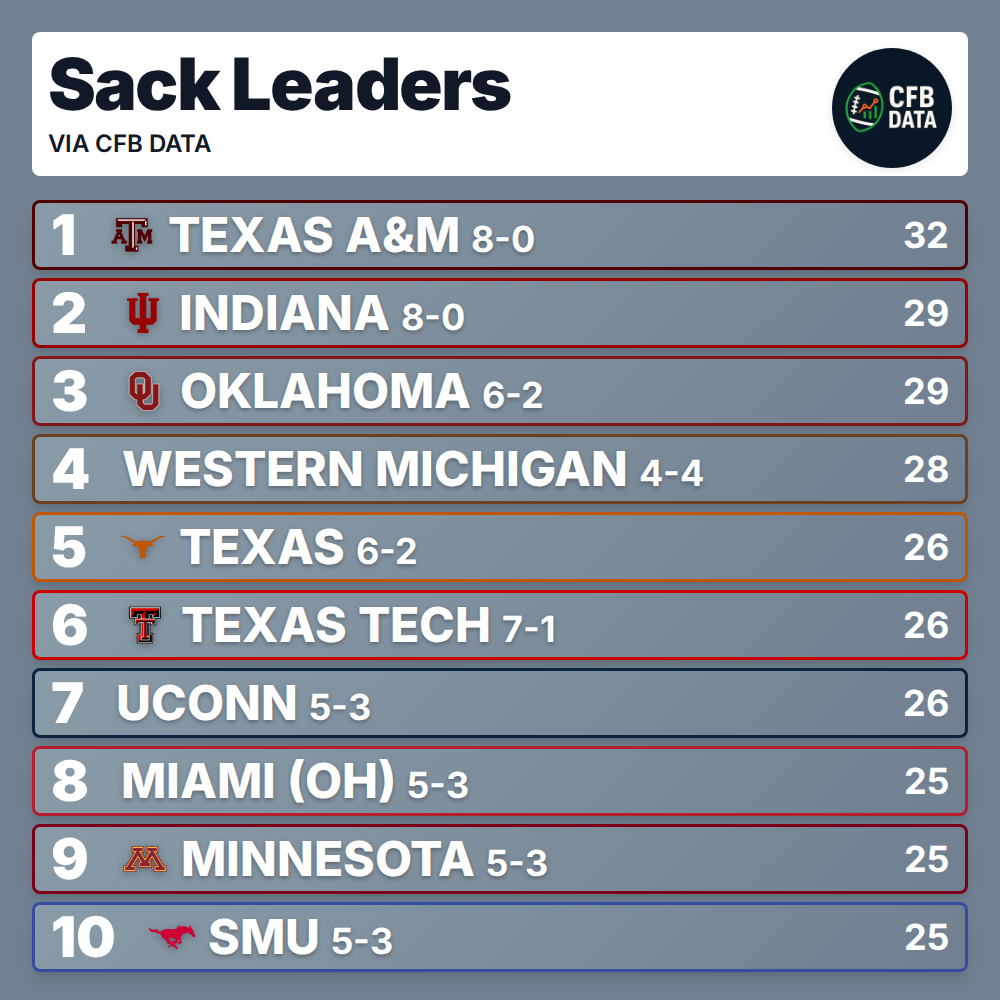 Sack Leaders
VIA CFB DATA
CFB
DATA
1 ATM TEXAS A&M 8-0 32
2 INDIANA 8-0 29
3 OU OKLAHOMA 6-2 29
4 WESTERN MICHIGAN 4-4 28
5 TEXAS 6-2 26
6 TT TEXAS TECH 7-1 26
7 UCONN 5-3 26
8 MIAMI (OH) 5-3 25
9 M MINNESOTA 5-3 25
10 SMU 5-3 25